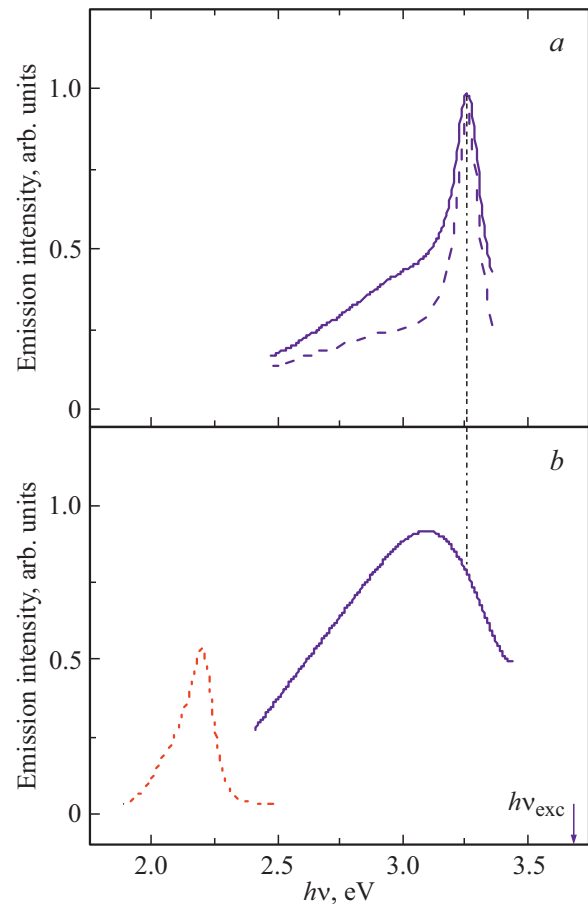 a
Emission intensity, arb. units
1.0
0.5
0
b
Emission intensity, arb. units
1.0
0.5
0
hν_exc
2.0 2.5 3.0 3.5
hν, eV